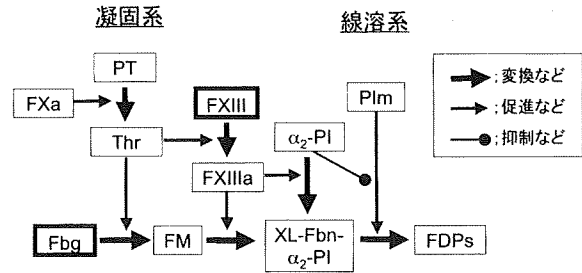 凝固系
線溶系
PT
FXa
FXIII
Plm
Thr
α₂-PI
FXIIIa
Fbg
FM
XL-Fbn-
α₂-PI
FDPs
;変換など
;促進など
;抑制など